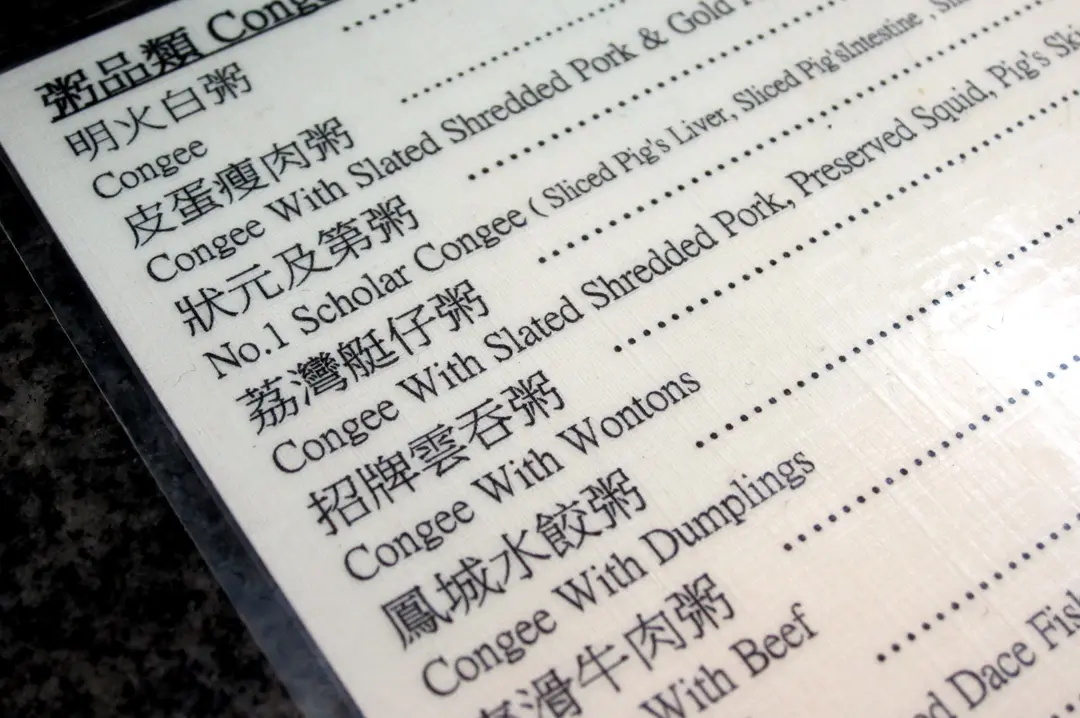 粥品類 Congee
明火白粥
Congee
皮蛋瘦肉粥
Congee With Slated Shredded Pork & Gold
狀元及第粥
No.1 Scholar Congee ( Sliced Pig's Liver, Sliced Pig'sIntestine ,
荔灣艇仔粥
Congee With Slated Shredded Pork, Preserved Squid, Pig's
招牌雲吞粥
Congee With Wontons
鳳城水餃粥
Congee With Dumplings
滑牛肉粥
With Beef
Dace